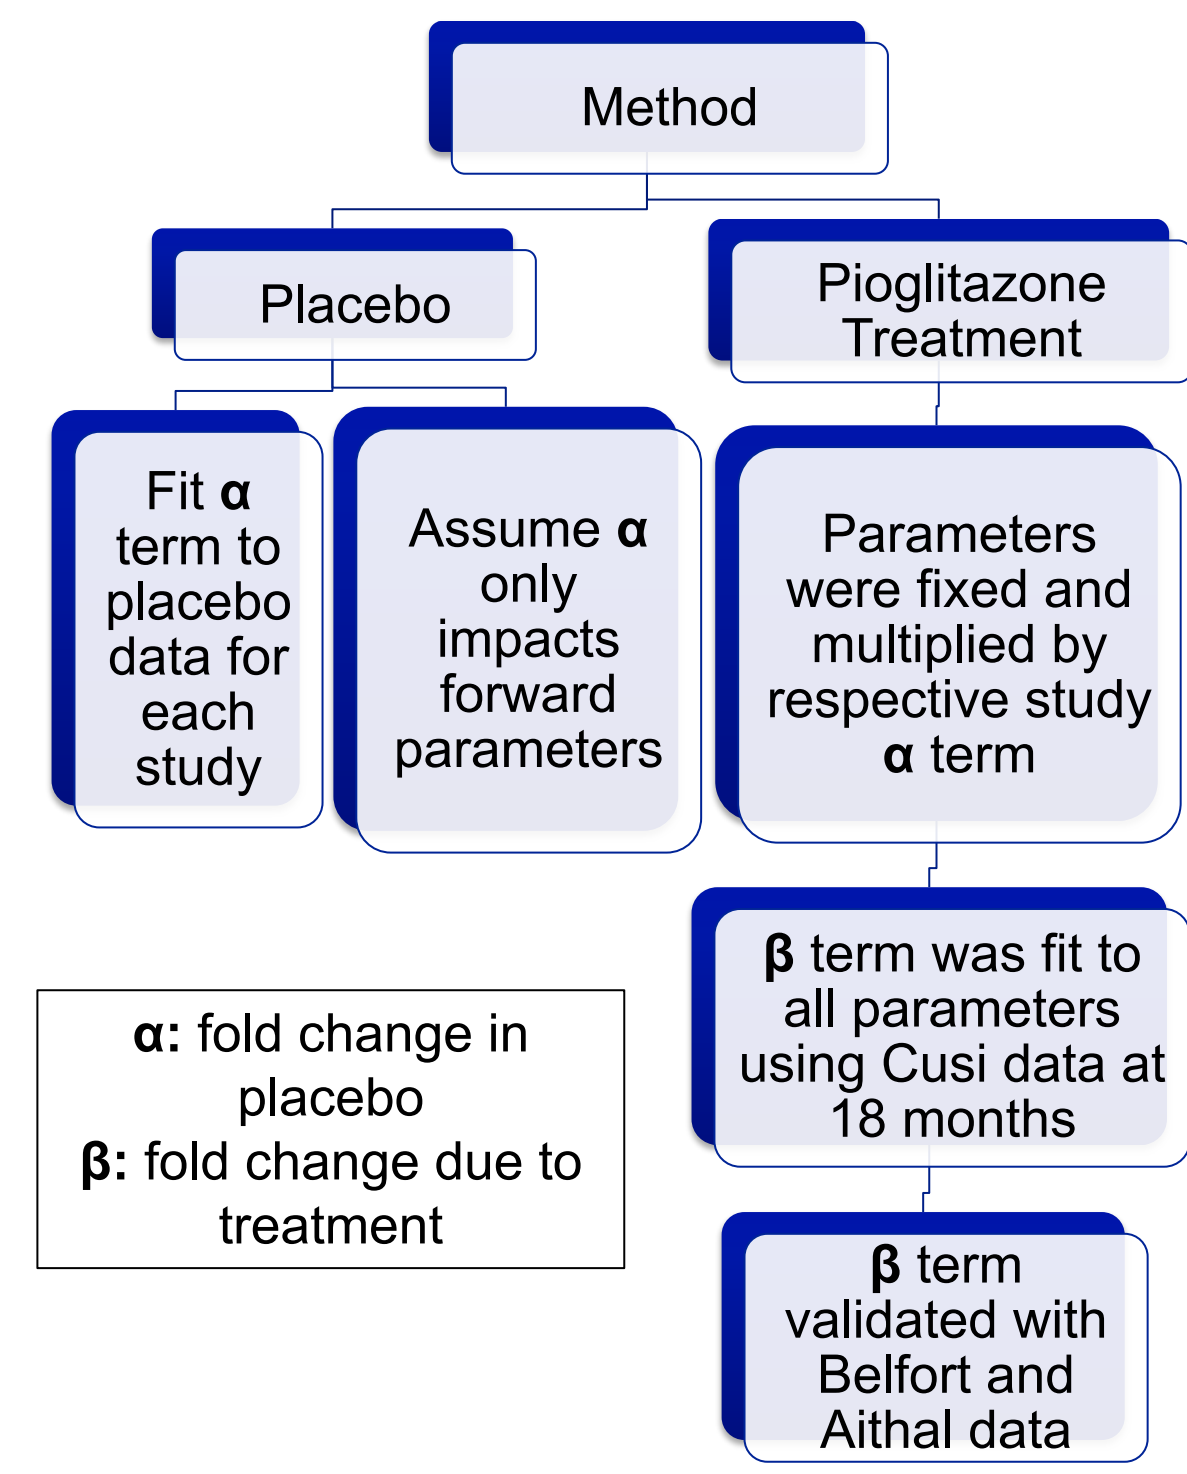 Method
Placebo
Pioglitazone
Treatment
Fit α
term to
placebo
data for
each
study
Assume α
only
impacts
forward
parameters
Parameters
were fixed and
multiplied by
respective study
α term
β term was fit to
all parameters
using Cusi data at
18 months
β term
validated with
Belfort and
Aithal data
α: fold change in
placebo
β: fold change due to
treatment